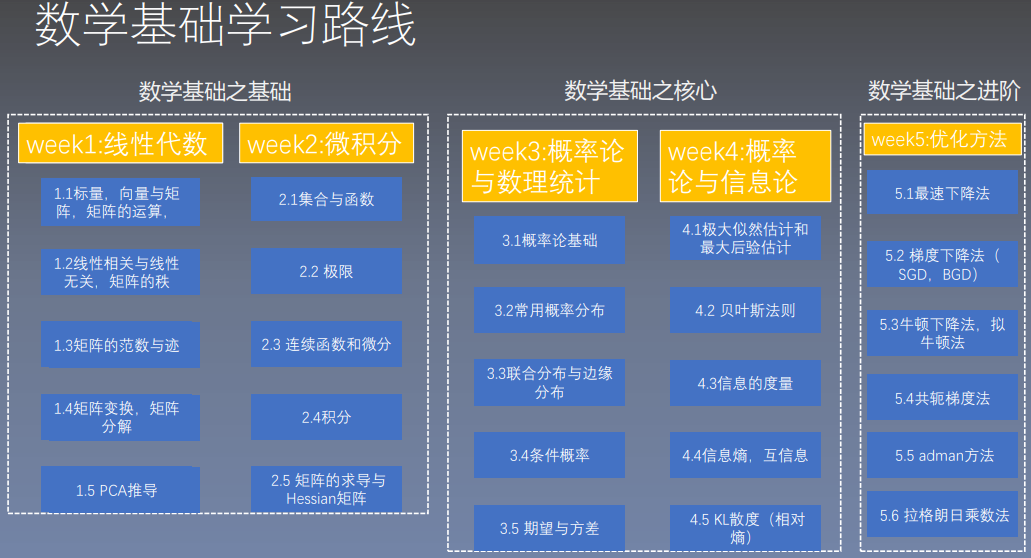 数学基础学习路线
数学基础之基础
数学基础之核心
数学基础之进阶
week1:线性代数
1.1标量，向量与矩
阵，矩阵的运算，
1.2线性相关与线性
无关，矩阵的秩
1.3矩阵的范数与迹
1.4矩阵变换，矩阵
分解
1.5 PCA推导
week2:微积分
2.1集合与函数
2.2 极限
2.3 连续函数和微分
2.4积分
2.5 矩阵的求导与
Hessian矩阵
week3:概率论
与数理统计
3.1概率论基础
3.2常用概率分布
3.3联合分布与边缘
分布
3.4条件概率
3.5 期望与方差
week4:概率
论与信息论
4.1极大似然估计和
最大后验估计
4.2 贝叶斯法则
4.3信息的度量
4.4信息熵，互信息
4.5 KL散度（相对
熵）
week5:优化方法
5.1最速下降法
5.2 梯度下降法（
SGD，BGD）
5.3牛顿下降法，拟
牛顿法
5.4共轭梯度法
5.5 adman方法
5.6 拉格朗日乘数法